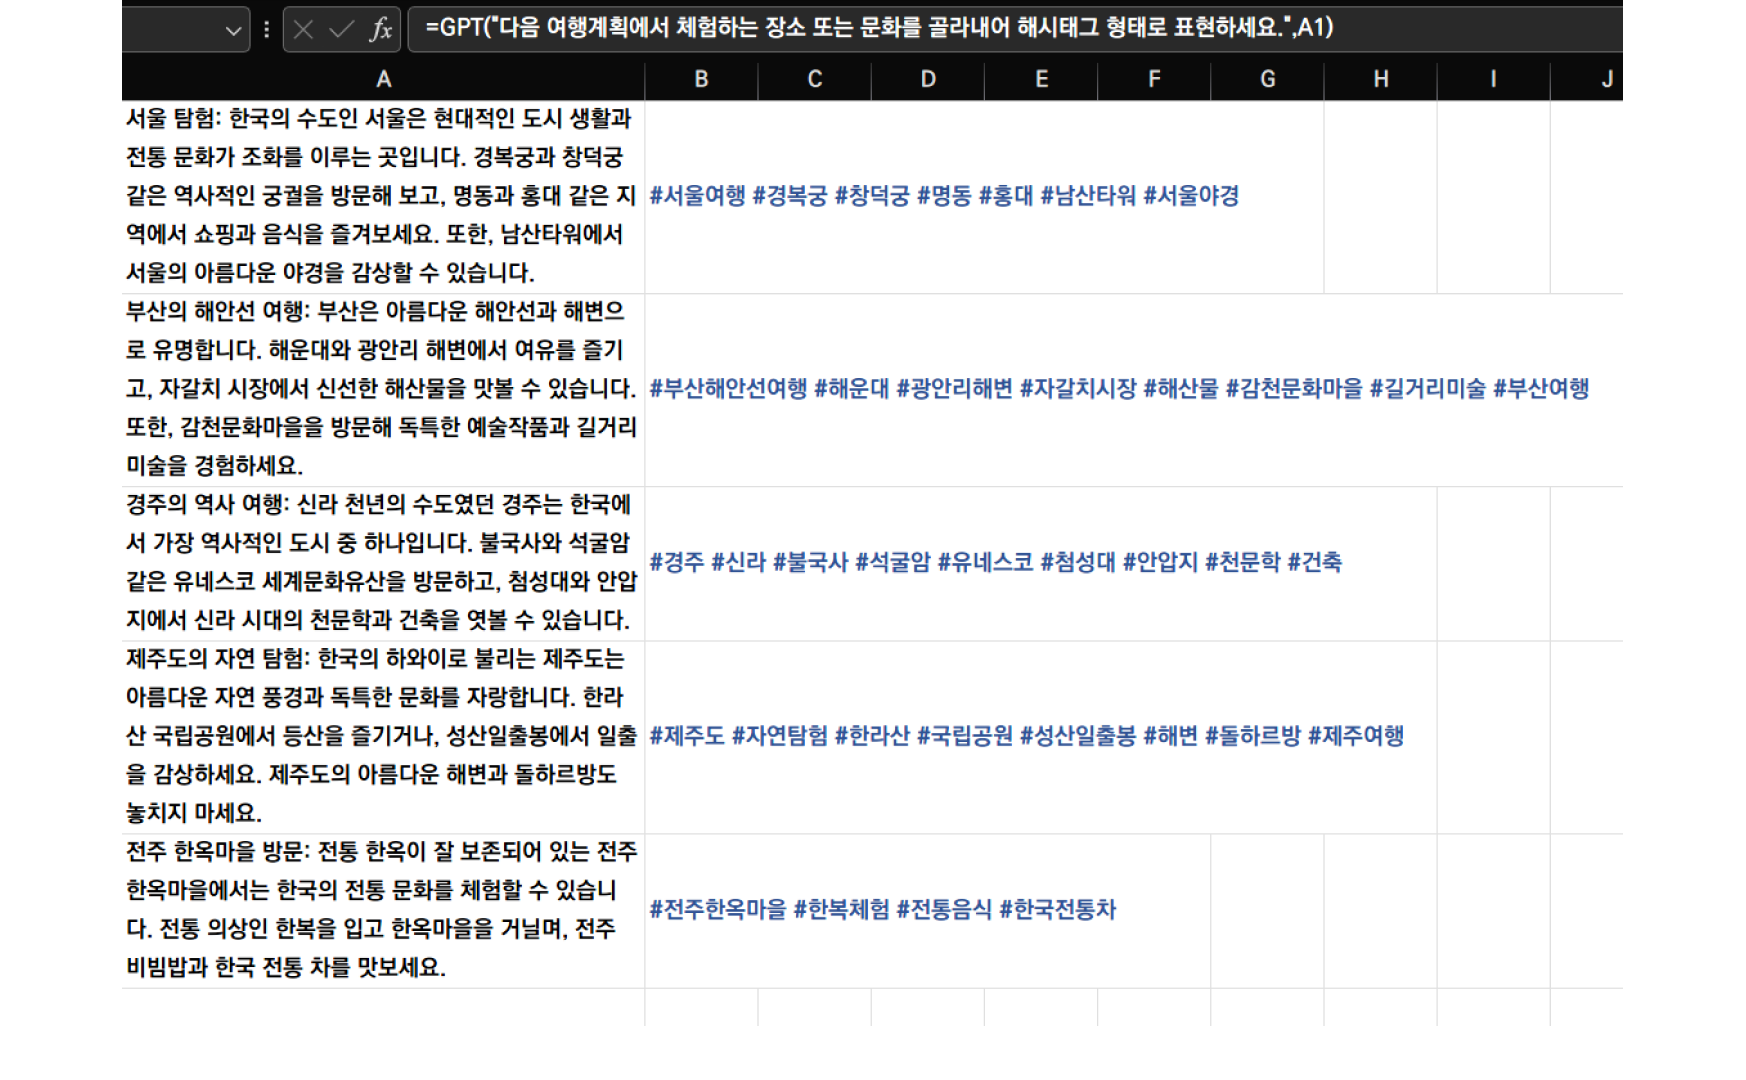 =GPT("다음 여행계획에서 체험하는 장소 또는 문화를 골라내어 해시태그 형태로 표현하세요.",A1)
A B C D E F G H I J
서울 탐험: 한국의 수도인 서울은 현대적인 도시 생활과
전통 문화가 조화를 이루는 곳입니다. 경복궁과 창덕궁
같은 역사적인 궁궐을 방문해 보고, 명동과 홍대 같은 지
역에서 쇼핑과 음식을 즐겨보세요. 또한, 남산타워에서
서울의 아름다운 야경을 감상할 수 있습니다.
#서울여행 #경복궁 #창덕궁 #명동 #홍대 #남산타워 #서울야경
부산의 해안선 여행: 부산은 아름다운 해안선과 해변으
로 유명합니다. 해운대와 광안리 해변에서 여유를 즐기
고, 자갈치 시장에서 신선한 해산물을 맛볼 수 있습니다.
또한, 감천문화마을을 방문해 독특한 예술작품과 길거리
미술을 경험하세요.
#부산해안선여행 #해운대 #광안리해변 #자갈치시장 #해산물 #감천문화마을 #길거리미술 #부산여행
경주의 역사 여행: 신라 천년의 수도였던 경주는 한국에
서 가장 역사적인 도시 중 하나입니다. 불국사와 석굴암
같은 유네스코 세계문화유산을 방문하고, 첨성대와 안압
지에서 신라 시대의 천문학과 건축을 엿볼 수 있습니다.
#경주 #신라 #불국사 #석굴암 #유네스코 #첨성대 #안압지 #천문학 #건축
제주도의 자연 탐험: 한국의 하와이로 불리는 제주도는
아름다운 자연 풍경과 독특한 문화를 자랑합니다. 한라
산 국립공원에서 등산을 즐기거나, 성산일출봉에서 일출
을 감상하세요. 제주도의 아름다운 해변과 돌하르방도
놓치지 마세요.
#제주도 #자연탐험 #한라산 #국립공원 #성산일출봉 #해변 #돌하르방 #제주여행
전주 한옥마을 방문: 전통 한옥이 잘 보존되어 있는 전주
한옥마을에서는 한국의 전통 문화를 체험할 수 있습니
다. 전통 의상인 한복을 입고 한옥마을을 거닐며, 전주
비빔밥과 한국 전통 차를 맛보세요.
#전주한옥마을 #한복체험 #전통음식 #한국전통차